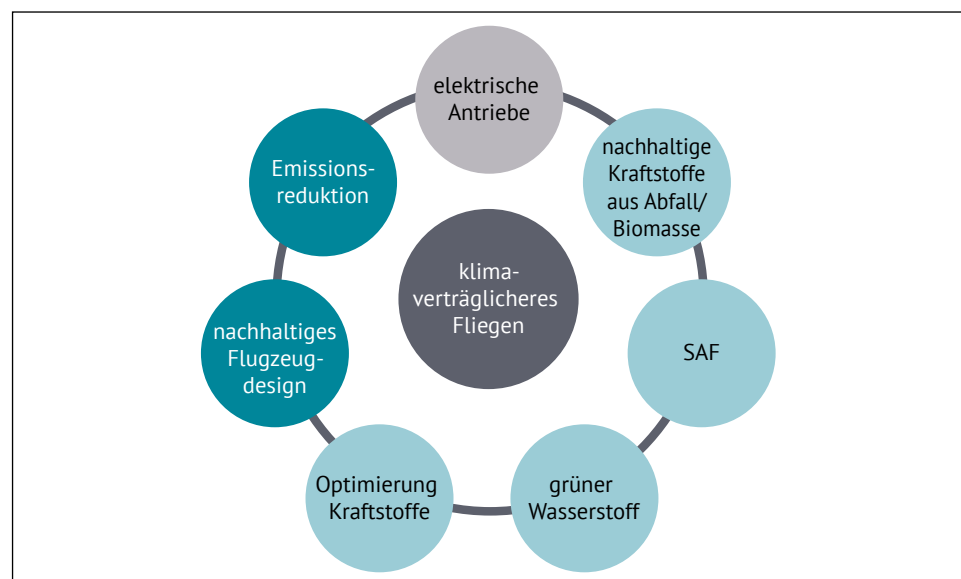 elektrische
Antriebe
nachhaltige
Kraftstoffe
aus Abfall/
Biomasse
SAF
grüner
Wasserstoff
Optimierung
Kraftstoffe
nachhaltiges
Flugzeug-
design
Emissions-
reduktion
klima-
verträglicheres
Fliegen